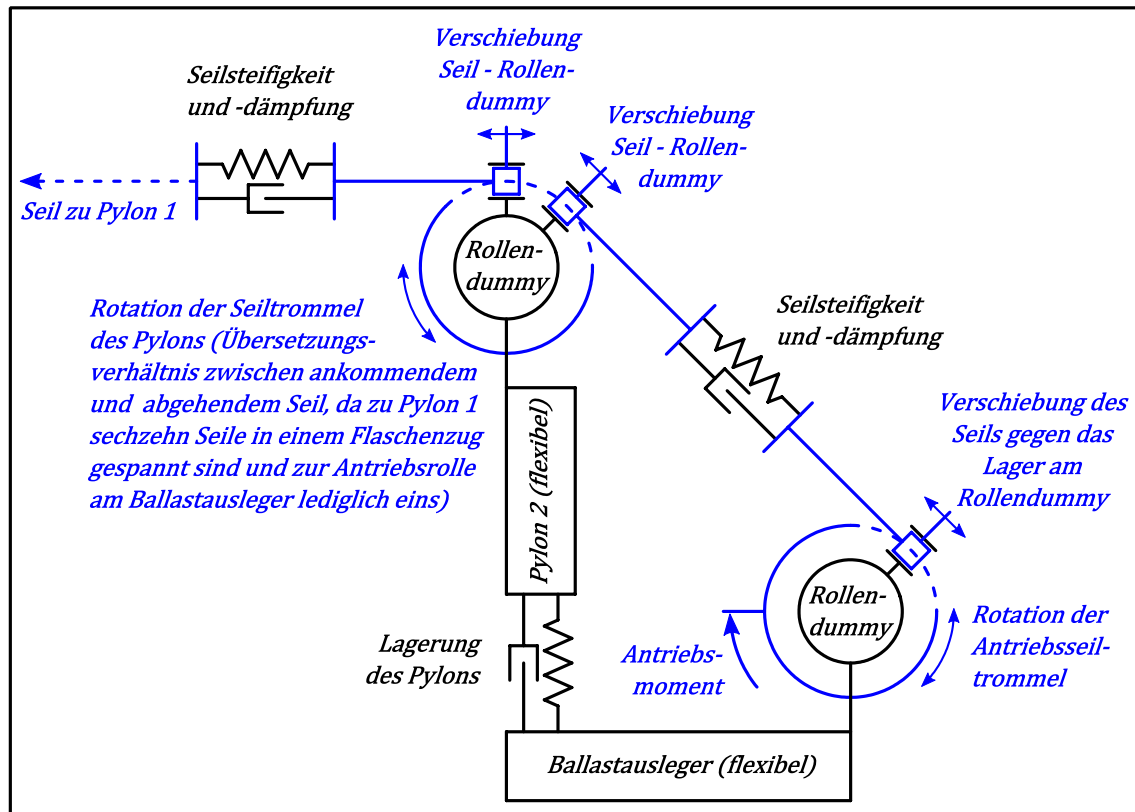 Verschiebung
Seil - Rollen-
dummy
Seilsteifigkeit
und -dämpfung
Verschiebung
Seil - Rollen-
dummy
Seil zu Pylon 1
Rollen-
dummy
Rotation der Seiltrommel
des Pylons (Übersetzungs-
verhältnis zwischen ankommendem
und abgehendem Seil, da zu Pylon 1
sechzehn Seile in einem Flaschenzug
gespannt sind und zur Antriebsrolle
am Ballastausleger lediglich eins)
Seilsteifigkeit
und -dämpfung
Verschiebung des
Seils gegen das
Lager am
Rollendummy
Pylon 2 (flexibel)
Rollen-
dummy
Lagerung
des Pylons
Antriebs-
moment
Rotation der
Antriebsseil-
trommel
Ballastausleger (flexibel)